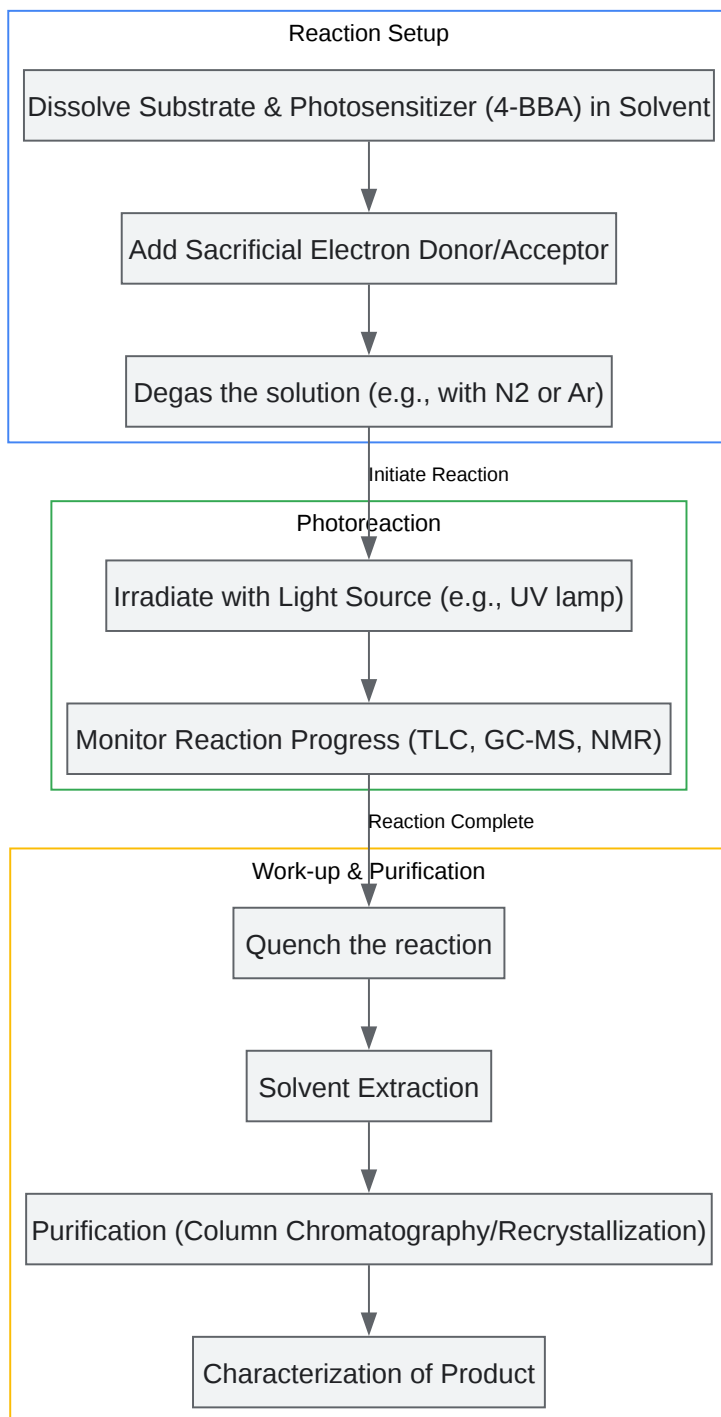 Reaction Setup
Dissolve Substrate & Photosensitizer (4-BBA) in Solvent
Add Sacrificial Electron Donor/Acceptor
Degas the solution (e.g., with N2 or Ar)
Initiate Reaction
Photoreaction
Irradiate with Light Source (e.g., UV lamp)
Monitor Reaction Progress (TLC, GC-MS, NMR)
Reaction Complete
Work-up & Purification
Quench the reaction
Solvent Extraction
Purification (Column Chromatography/Recrystallization)
Characterization of Product